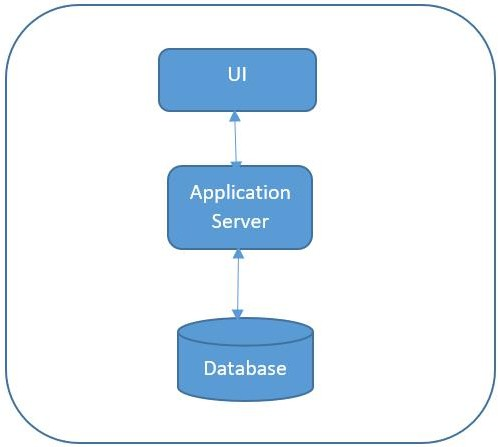 UI
Application
Server
Database